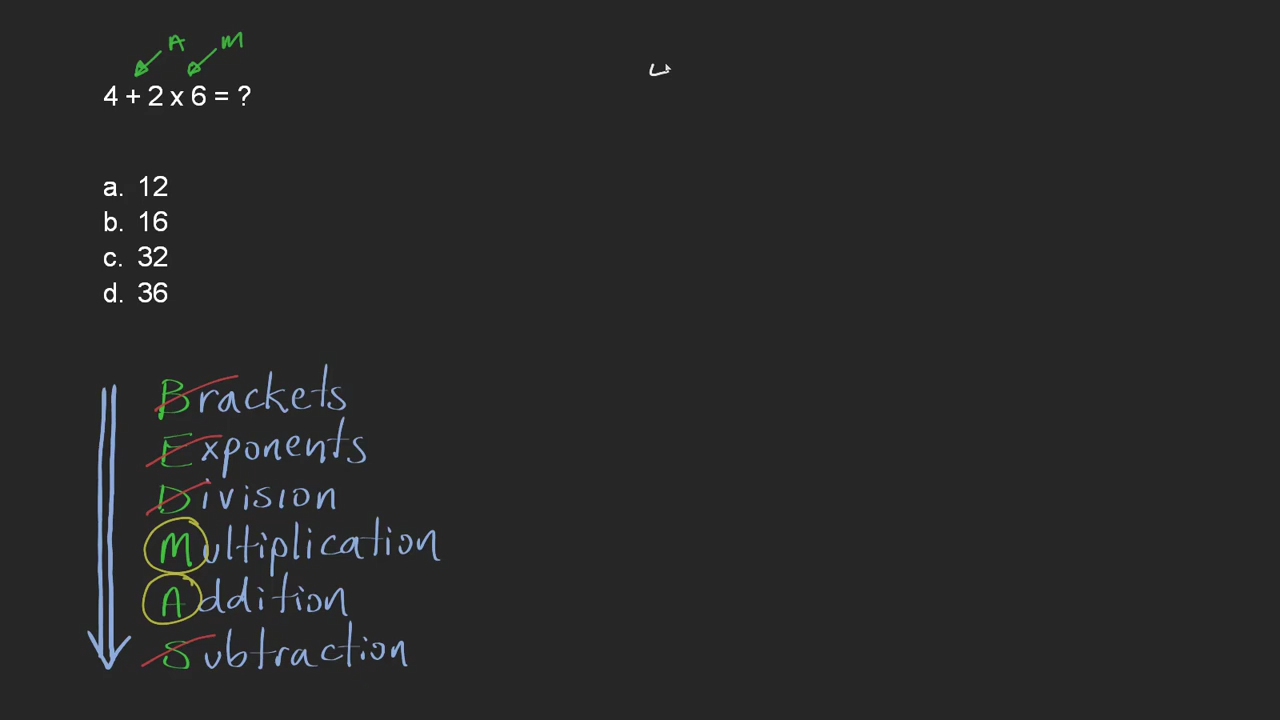 A M
4 + 2 x 6 = ?
a. 12
b. 16
c. 32
d. 36
Brackets
Exponents
Division
Multiplication
Addition
Subtraction